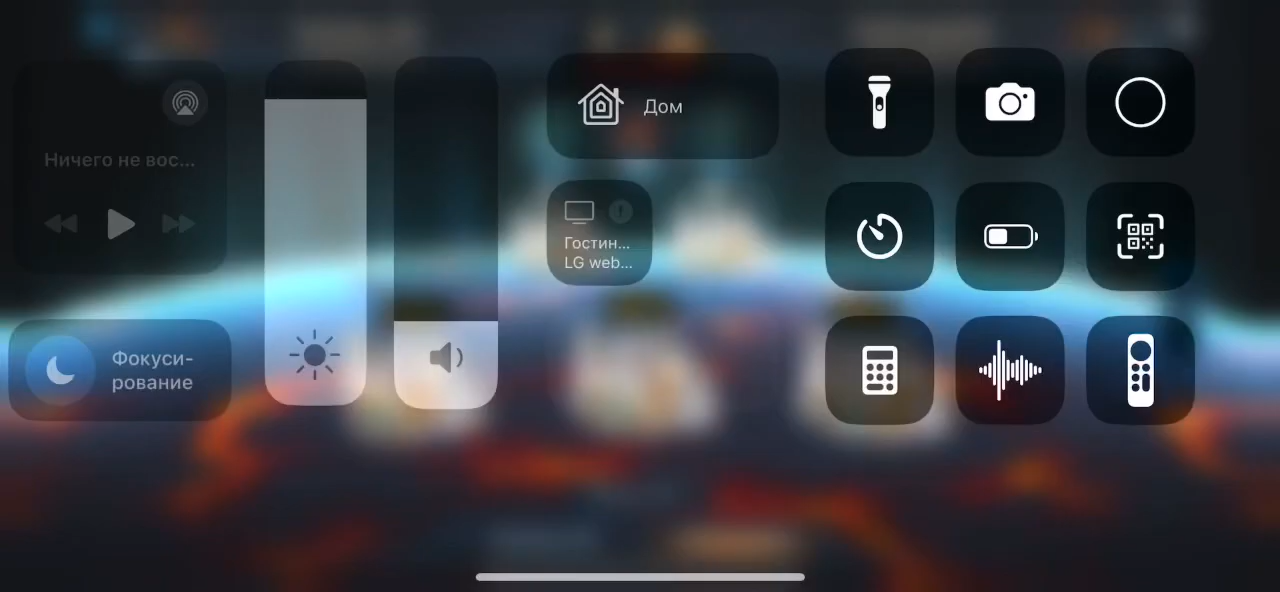 Ничего не вос...
Фокуси-
рование
Дом
Гостин...
LG web...